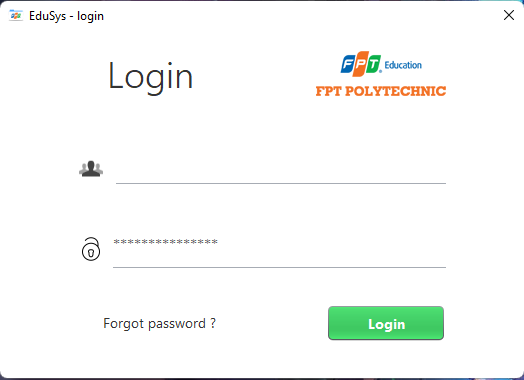 EduSys - login
Login
FPT Education
FPT POLYTECHNIC
***************
Forgot password ?
Login